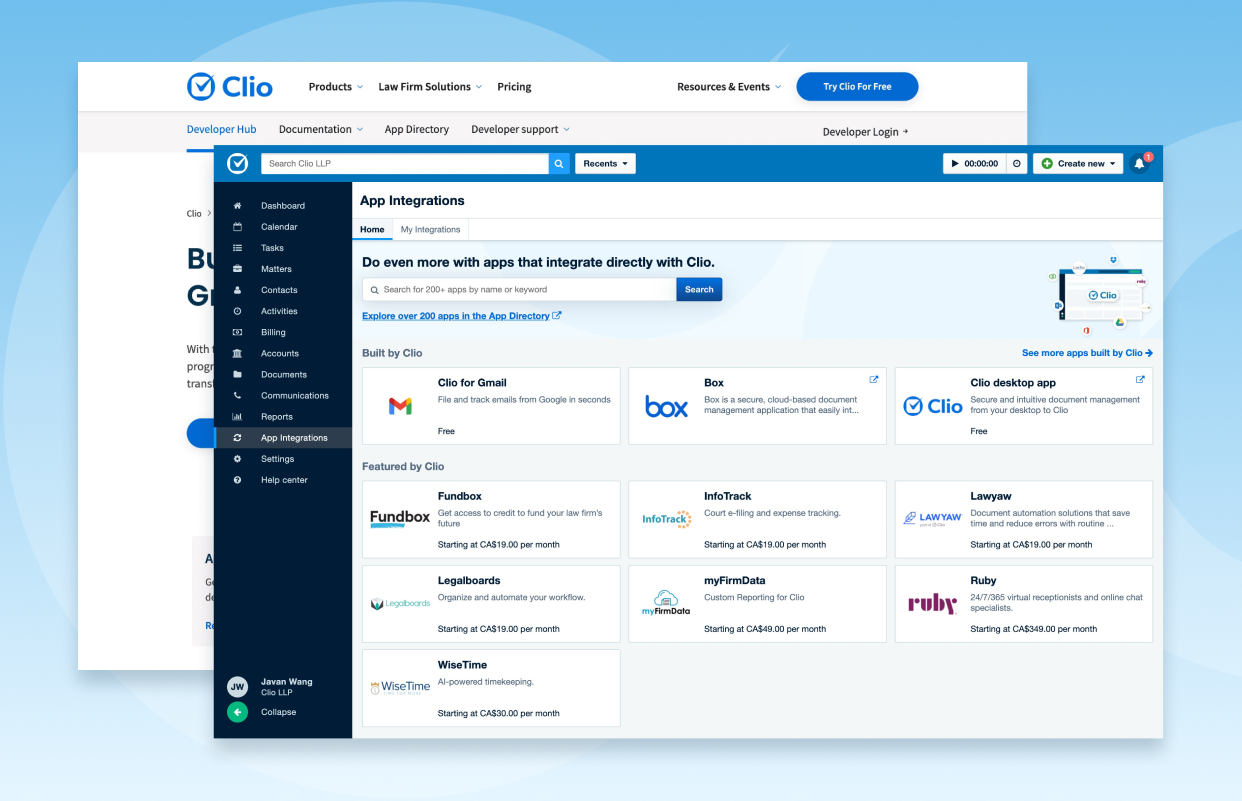 Clio
Products
Law Firm Solutions
Pricing
Resources & Events
Try Clio For Free
Developer Hub
Documentation
App Directory
Developer support
Developer Login
Clio
With
Search Clio LLP
Recents
00:00:00
Create new
1
Dashboard
Calendar
Tasks
Matters
Contacts
Activities
Billing
Accounts
Documents
Communications
Reports
App Integrations
Settings
Help center
JW
Javan Wang
Clio LLP
Collapse
App Integrations
Home
My Integrations
Do even more with apps that integrate directly with Clio.
Search for 200+ apps by name or keyword
Search
Explore over 200 apps in the App Directory
Clio
Built by Clio
See more apps built by Clio
Clio for Gmail
File and track emails from Google in seconds
Free
box
Box
Box is a secure, cloud-based document
management application that easily int...
Clio
Clio desktop app
Secure and intuitive document management
from your desktop to Clio
Free
Featured by Clio
Fundbox
Fundbox
Get access to credit to fund your law firm's
future
Starting at CA$19.00 per month
InfoTrack
InfoTrack
Court e-filing and expense tracking.
Starting at CA$19.00 per month
LAWYAW
Lawyaw
Document automation solutions that save
time and reduce errors with routine ...
Starting at CA$19.00 per month
Legalboards
Legalboards
Organize and automate your workflow.
Starting at CA$19.00 per month
myFirmData
myFirmData
Custom Reporting for Clio
Starting at CA$49.00 per month
ruby
Ruby
24/7/365 virtual receptionists and online chat
specialists.
Starting at CA$349.00 per month
WiseTime
WiseTime
AI-powered timekeeping.
Starting at CA$30.00 per month